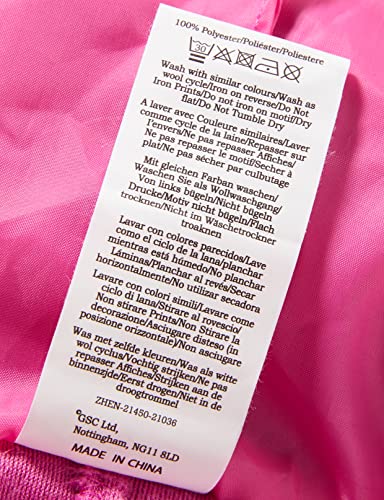 100% Polyester/Poliéster/Poliestere
30
Wash with similar colours/Wash as
wool cycle/Iron on reverse/Do Not
Iron Prints/Do not iron on motif/Dry
flat/Do Not Tumble Dry
A laver avec Couleure similaires/Laver
comme cycle de la laine/Repasser sur
l'envers/Ne pas repasser Affiches/
Ne pas repasser le motif/Secher a
plat/Ne pas sécher par culbutage
Mit gleichen Farban waschen/
Waschen Sie als Wollwaschgang/
Von links bügeln/Nicht bügeln
Drucke/Motiv nicht bügeln/Flach
trocknen/Nicht im Wäschetrockner
troaknen
Lavar con colores parecidos/Lave
como el ciclo de la lana/planchar
mientras está húmedo/No planchar
Láminas/Planchar al revés/Secar
horizontalmente/No utilizar secadora
Lavare con colori simili/Lavare come
ciclo di lana/Stirare al rovescio/
Non stirare Prints/Non Stirare la
decorazione/Asciugare disteso (in
posizione orizzontale)/Non asciugare
Was met zelfde kleuren/Was als witte
wol cyclus/Vochtig strijken/Niet
repasser Affiches/Strijken aan de
binnenzijde/Eerst drogen/Niet in de
droogtrommel
ZHEN-21450-21036
©GSC Ltd,
Nottingham, NG11 8LD
MADE IN CHINA